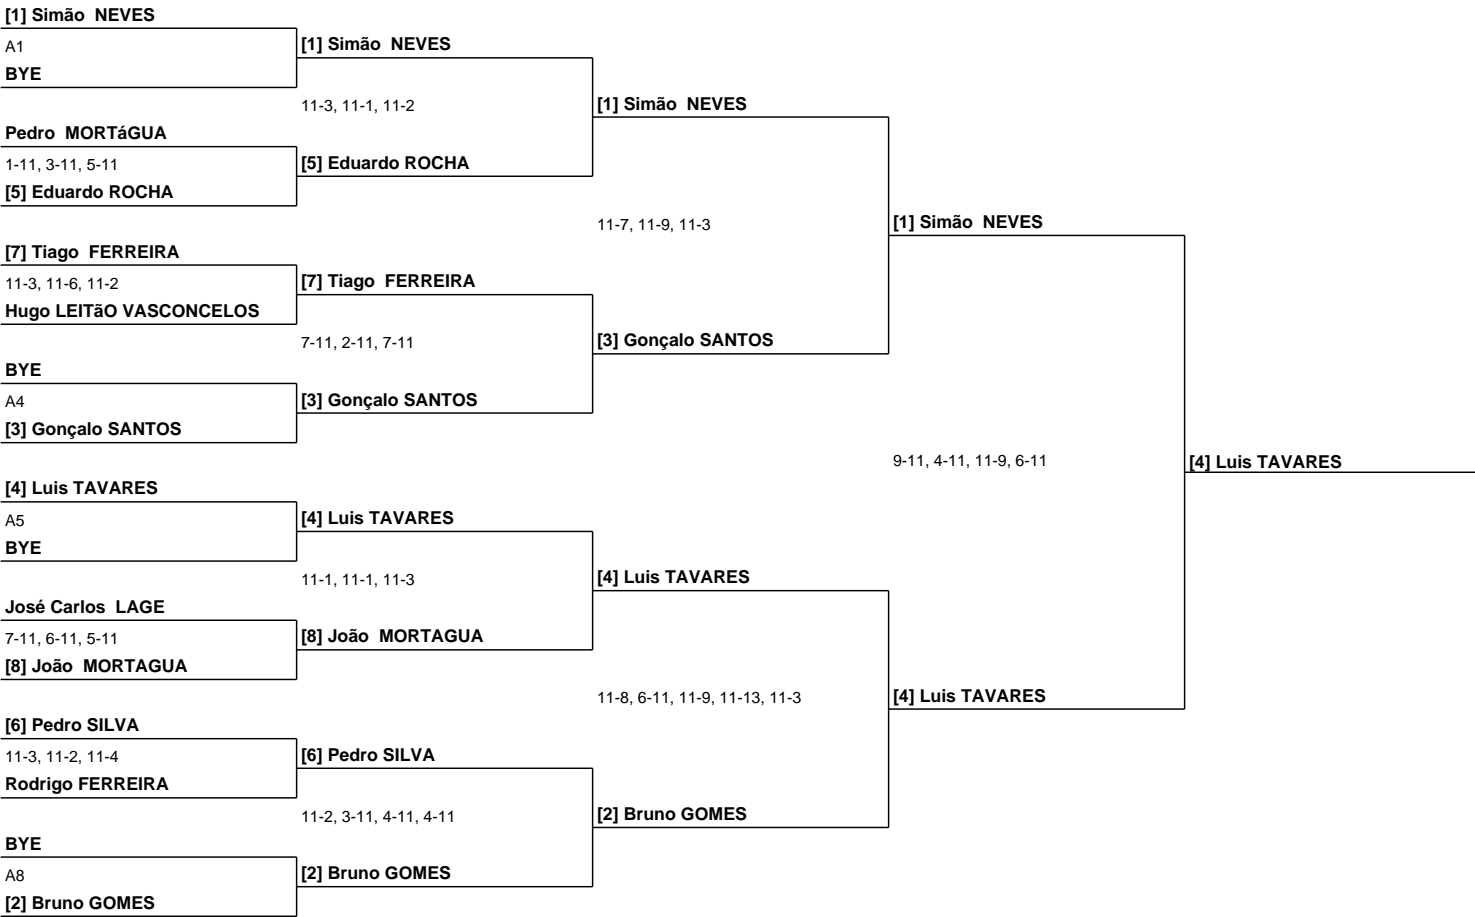 [1] Simão NEVES
A1
BYE
Pedro MORTáGUA
1-11, 3-11, 5-11
[5] Eduardo ROCHA
[7] Tiago FERREIRA
11-3, 11-6, 11-2
Hugo LEITãO VASCONCELOS
BYE
A4
[3] Gonçalo SANTOS
[4] Luis TAVARES
A5
BYE
José Carlos LAGE
7-11, 6-11, 5-11
[8] João MORTAGUA
[6] Pedro SILVA
11-3, 11-2, 11-4
Rodrigo FERREIRA
BYE
A8
[2] Bruno GOMES
[1] Simão NEVES
11-3, 11-1, 11-2
[5] Eduardo ROCHA
[7] Tiago FERREIRA
7-11, 2-11, 7-11
[3] Gonçalo SANTOS
[4] Luis TAVARES
11-1, 11-1, 11-3
[8] João MORTAGUA
[6] Pedro SILVA
11-2, 3-11, 4-11, 4-11
[2] Bruno GOMES
[1] Simão NEVES
11-7, 11-9, 11-3
[3] Gonçalo SANTOS
[4] Luis TAVARES
11-8, 6-11, 11-9, 11-13, 11-3
[2] Bruno GOMES
[1] Simão NEVES
9-11, 4-11, 11-9, 6-11
[4] Luis TAVARES
[4] Luis TAVARES